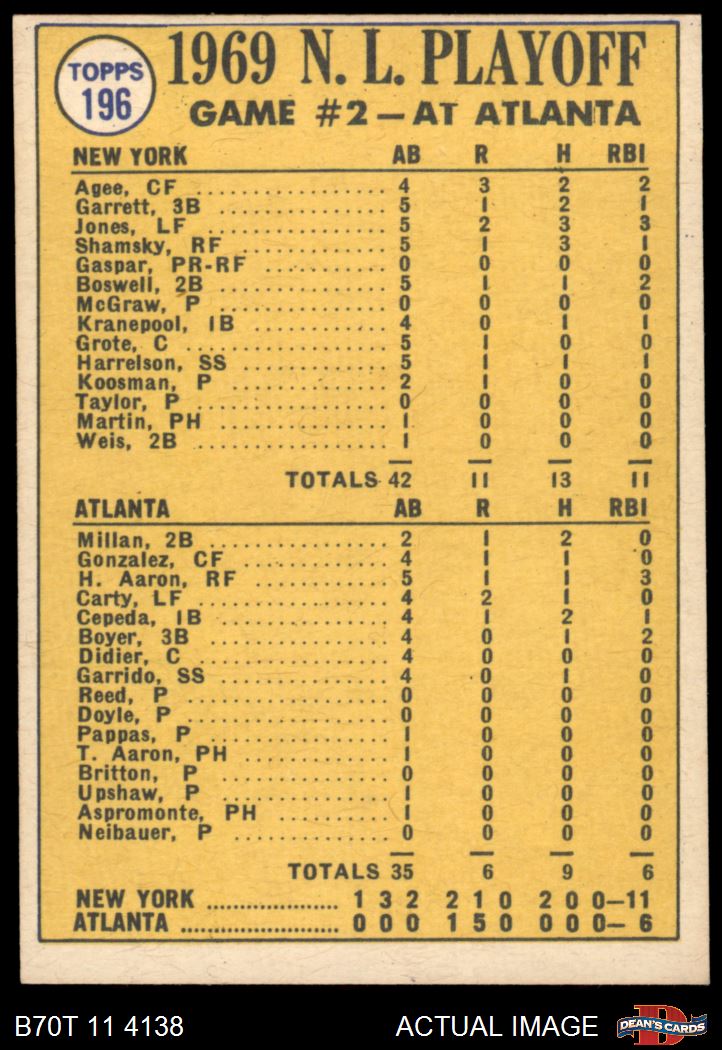 TOPPS
196
1969 N. L. PLAYOFF
GAME #2—AT ATLANTA
NEW YORK AB R H RBI
Agee, CF ................... 4 3 2 2
Garrett, 3B ................ 5 1 2 1
Jones, LF .................. 5 2 3 3
Shamsky, RF ................ 5 1 3 1
Gaspar, PR-RF .............. 0 0 0 0
Boswell, 2B ................ 5 1 1 2
McGraw, P .................. 0 0 0 0
Kranepool, 1B .............. 4 0 1 1
Grote, C ................... 5 1 0 0
Harrelson, SS .............. 5 1 1 1
Koosman, P ................. 2 1 0 0
Taylor, P .................. 0 0 0 0
Martin, PH ................. 1 0 0 0
Weis, 2B ................... 1 0 0 0
TOTALS 42 11 13 11
ATLANTA AB R H RBI
Millan, 2B ................. 2 1 2 0
Gonzalez, CF ............... 4 1 1 0
H. Aaron, RF ............... 5 1 1 3
Carty, LF .................. 4 2 1 0
Cepeda, 1B ................. 4 1 2 1
Boyer, 3B .................. 4 0 1 2
Didier, C .................. 4 0 0 0
Garrido, SS ................ 4 0 1 0
Reed, P .................... 0 0 0 0
Doyle, P ................... 0 0 0 0
Pappas, P .................. 1 0 0 0
T. Aaron, PH ............... 1 0 0 0
Britton, P ................. 0 0 0 0
Upshaw, P .................. 1 0 0 0
Aspromonte, PH ............. 1 0 0 0
Neibauer, P ................ 0 0 0 0
TOTALS 35 6 9 6
NEW YORK ..................... 1 3 2 2 1 0 2 0 0—11
ATLANTA ...................... 0 0 0 1 5 0 0 0 0— 6
B70T 11 4138 ACTUAL IMAGE D DEAN'S CARDS